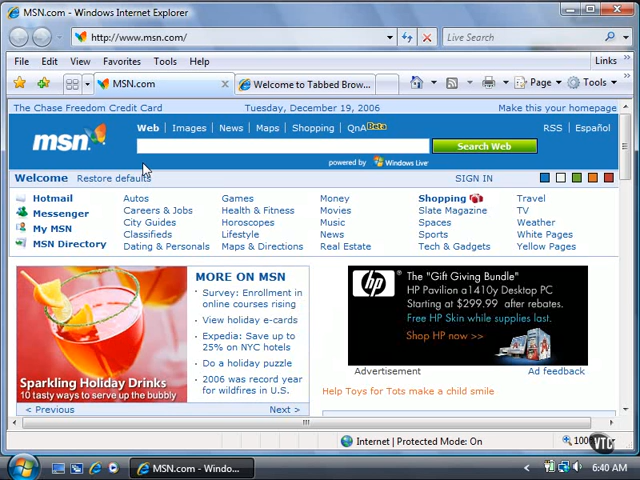 MSN.com - Windows Internet Explorer
http://www.msn.com/
Live Search
File Edit View Favorites Tools Help Links
MSN.com Welcome to Tabbed Brow... Page Tools
The Chase Freedom Credit Card Tuesday, December 19, 2006 Make this your homepage
Web Images News Maps Shopping QnA Beta RSS Español
msn
Search Web
powered by Windows Live
Welcome Restore defaults SIGN IN
Hotmail Autos Games Money Shopping Travel
Messenger Careers & Jobs Health & Fitness Movies Slate Magazine TV
My MSN City Guides Horoscopes Music Spaces Weather
MSN Directory Classifieds Lifestyle News Sports White Pages
Dating & Personals Maps & Directions Real Estate Tech & Gadgets Yellow Pages
MORE ON MSN
Survey: Enrollment in
online courses rising
View holiday e-cards
Expedia: Save up to
25% on NYC hotels
Do a holiday puzzle
2006 was record year
for wildfires in U.S.
Sparkling Holiday Drinks
10 tasty ways to serve up the bubbly
< Previous Next >
hp
The "Gift Giving Bundle"
HP Pavilion a1410y Desktop PC
Starting at $299.99 after rebates.
Free HP Skin while supplies last.
Shop HP now >>
Advertisement Ad feedback
Help Toys for Tots make a child smile
Internet | Protected Mode: On
VTC
MSN.com - Windo...
6:40 AM